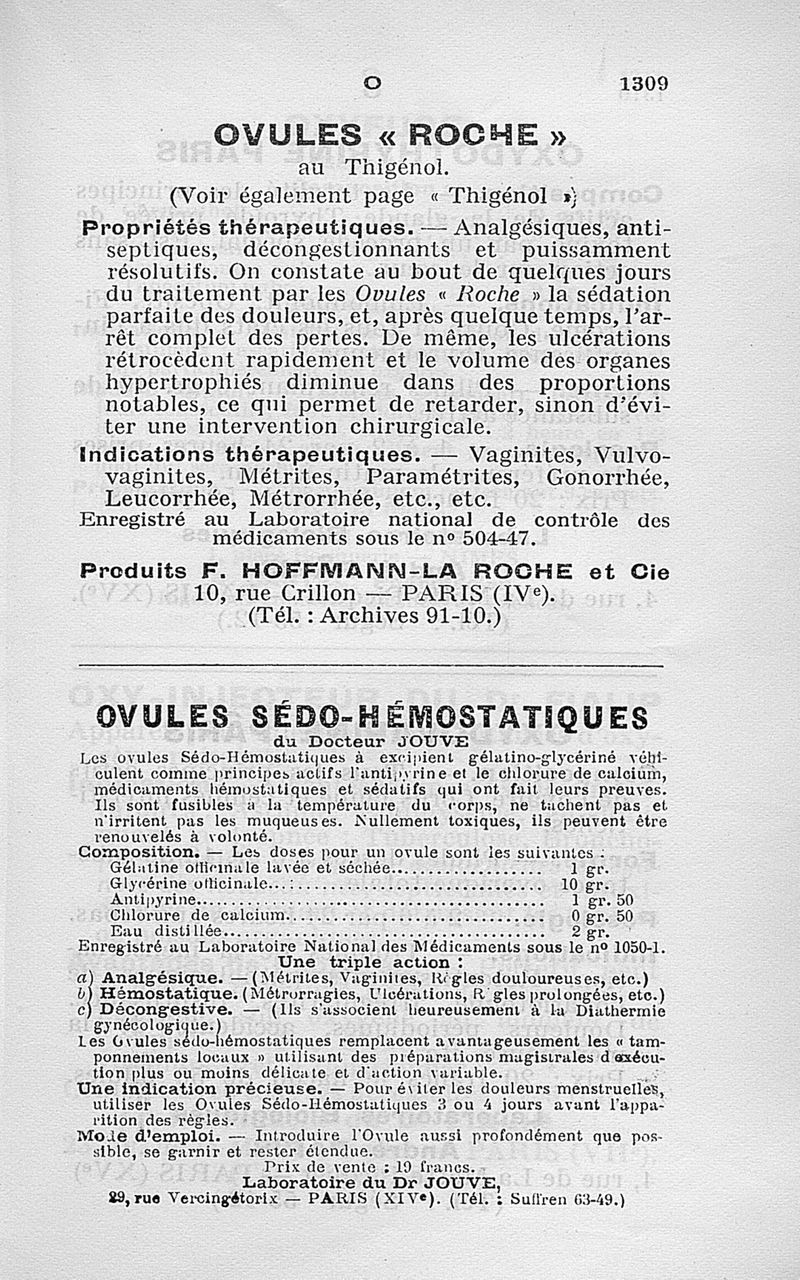 O 1309
OVULES « ROCHE »
au Thigénol.
(Voir également page « Thigénol »)
Propriétés thérapeutiques. — Analgésiques, anti-
septiques, décongestionnants et puissamment
résolutifs. On constate au bout de quelques jours
du traitement par les Ovules « Roche » la sédation
parfaite des douleurs, et, après quelque temps, l'ar-
rêt complet des pertes. De même, les ulcérations
rétrocèdent rapidement et le volume des organes
hypertrophiés diminue dans des proportions
notables, ce qui permet de retarder, sinon d'évi-
ter une intervention chirurgicale.
Indications thérapeutiques. — Vaginites, Vulvo-
vaginites, Métrites, Paramétrites, Gonorrhée,
Leucorrhée, Métrorrhée, etc., etc.
Enregistré au Laboratoire national de contrôle des
médicaments sous le nº 504-47.
Produits F. HOFFMANN-LA ROCHE et Cie
10, rue Crillon — PARIS (IVe).
(Tél. : Archives 91-10.)
OVULES SÉDO-HÉMOSTATIQUES
du Docteur JOUVE
Les ovules Sédo-Hémostatiques à excipient gélatino-glycériné véhi-
culent comme principes actifs l'antipyrine et le chlorure de calcium,
médicaments hémostatiques et sédatifs qui ont fait leurs preuves.
Ils sont fusibles à la température du corps, ne tachent pas et
n'irritent pas les muqueuses. Nullement toxiques, ils peuvent être
renouvelés à volonté.
Composition. — Les doses pour un ovule sont les suivantes :
Gélatine officinale lavée et séchée................... 1 gr.
Glycérine officinale...:............................... 10 gr.
Antipyrine............................................. 1 gr. 50
Chlorure de calcium................................ 0 gr. 50
Eau distillée.......................................... 2 gr.
Enregistré au Laboratoire National des Médicaments sous le nº 1050-1.
Une triple action :
a) Analgésique. — (Métrites, Vaginites, Règles douloureuses, etc.)
b) Hémostatique. (Métrorragies, Ulcérations, Règles prolongées, etc.)
c) Décongestive. — (Ils s'associent heureusement à la Diathermie
gynécologique.)
Les Ovules sédo-hémostatiques remplacent avantageusement les « tam-
ponnements locaux » utilisant des préparations magistrales d'exécu-
tion plus ou moins délicate et d'action variable.
Une indication précieuse. — Pour éviter les douleurs menstruelles,
utiliser les Ovules Sédo-Hémostatiques 3 ou 4 jours avant l'appa-
rition des règles.
Mode d'emploi. — Introduire l'Ovule aussi profondément que pos-
sible, se garnir et rester étendue.
Prix de vente : 19 francs.
Laboratoire du Dr JOUVE,
29, rue Vercingétorix — PARIS (XIVe). (Tél. : Suffren 63-49.)